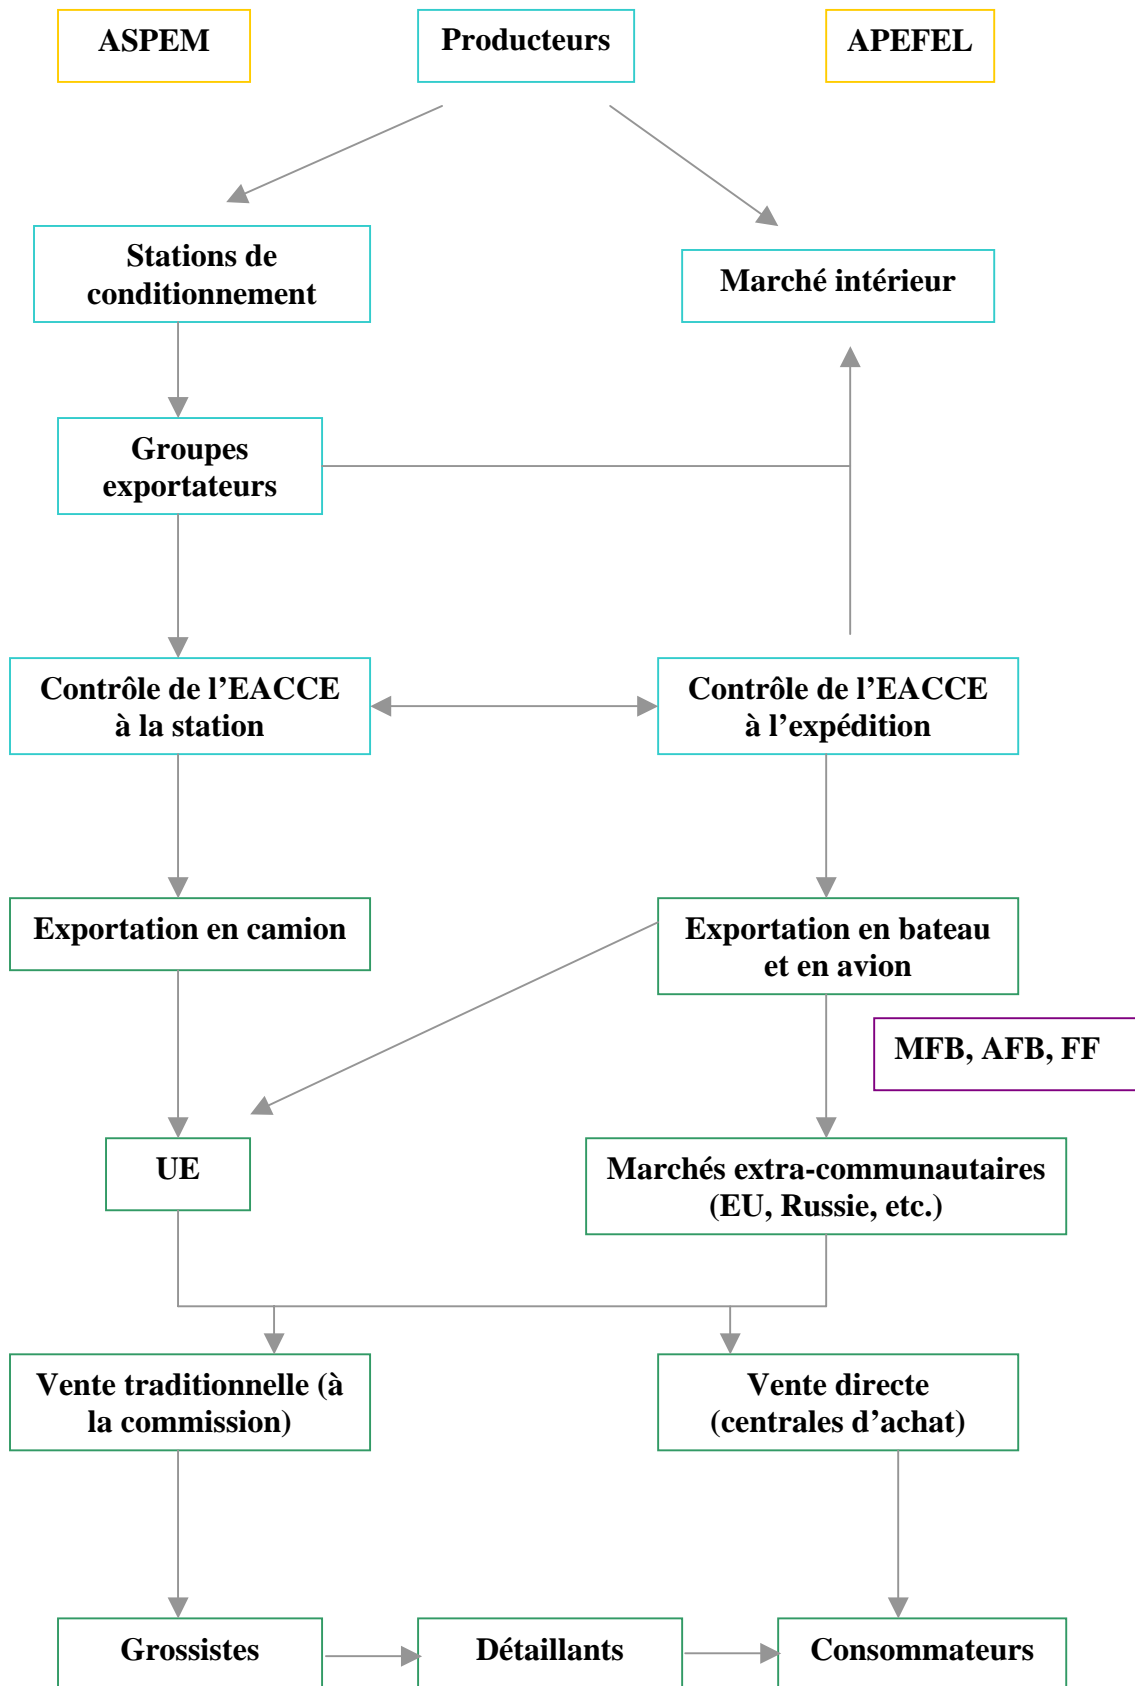 ASPEM
Producteurs
APEFEL
Stations de
conditionnement
Marché intérieur
Groupes
exportateurs
Contrôle de l’EACCE
à la station
Contrôle de l’EACCE
à l’expédition
Exportation en camion
Exportation en bateau
et en avion
MFB, AFB, FF
UE
Marchés extra-communautaires
(EU, Russie, etc.)
Vente traditionnelle (à
la commission)
Vente directe
(centrales d’achat)
Grossistes
Détaillants
Consommateurs